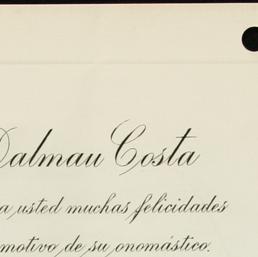 Dalmau Costa
a usted muchas felicidades
motivo de su onomástico.